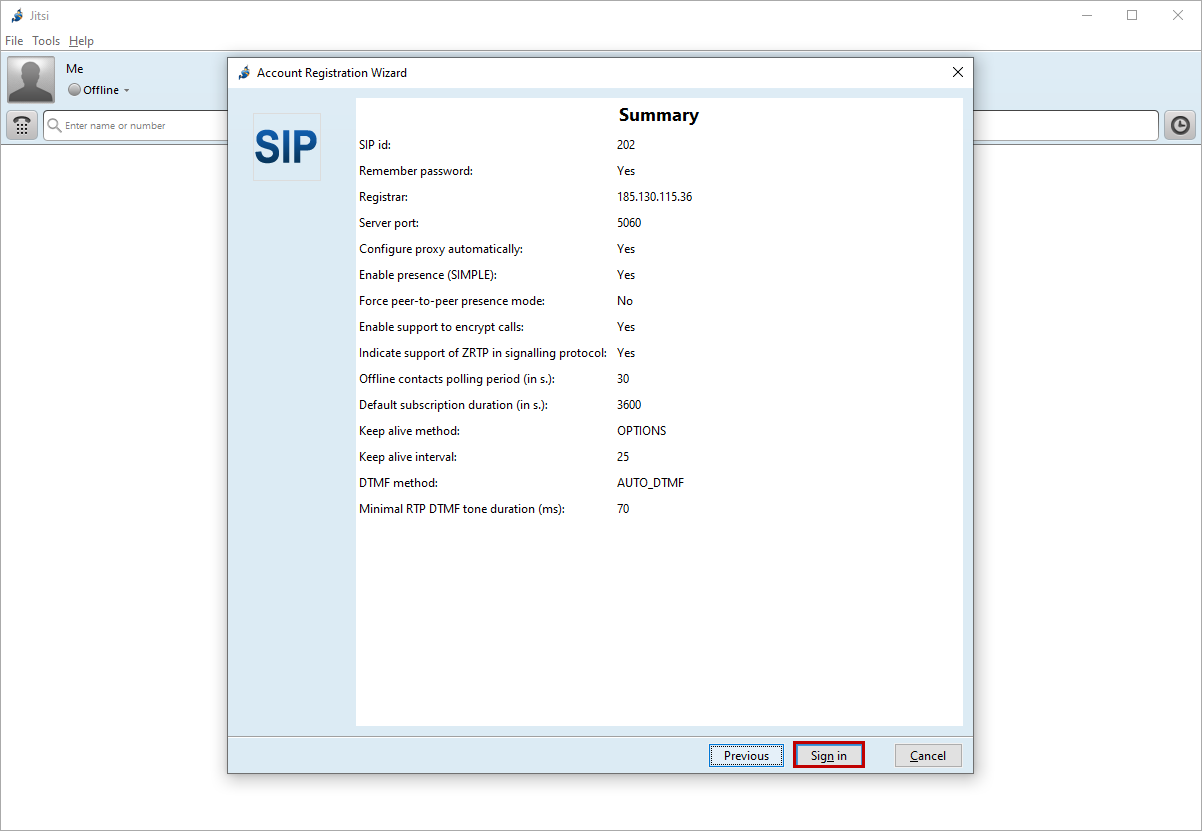 Jitsi
File Tools Help
Me
Offline
Enter name or number
Account Registration Wizard
SIP
Summary
SIP id: 202
Remember password: Yes
Registrar: 185.130.115.36
Server port: 5060
Configure proxy automatically: Yes
Enable presence (SIMPLE): Yes
Force peer-to-peer presence mode: No
Enable support to encrypt calls: Yes
Indicate support of ZRTP in signalling protocol: Yes
Offline contacts polling period (in s.): 30
Default subscription duration (in s.): 3600
Keep alive method: OPTIONS
Keep alive interval: 25
DTMF method: AUTO_DTMF
Minimal RTP DTMF tone duration (ms): 70
Previous Sign in Cancel